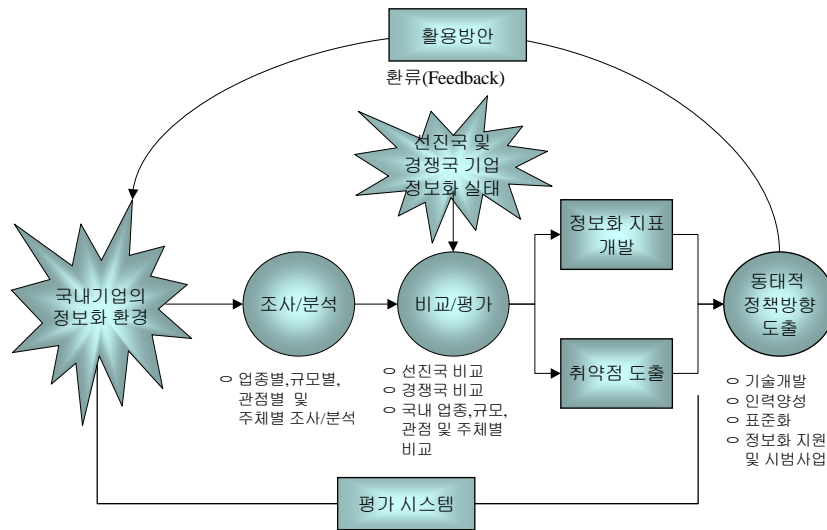 활용방안
환류(Feedback)
선진국 및
경쟁국 기업
정보화 실태
정보화 지표
개발
국내기업의
정보화 환경
조사/분석
비교/평가
동태적
정책방향
도출
취약점 도출
ㅇ 업종별,규모별,
관점별 및
주체별 조사/분석
ㅇ 선진국 비교
ㅇ 경쟁국 비교
ㅇ 국내 업종,규모,
관점 및 주체별
비교
ㅇ 기술개발
ㅇ 인력양성
ㅇ 표준화
ㅇ 정보화 지원
및 시범사업
평가 시스템